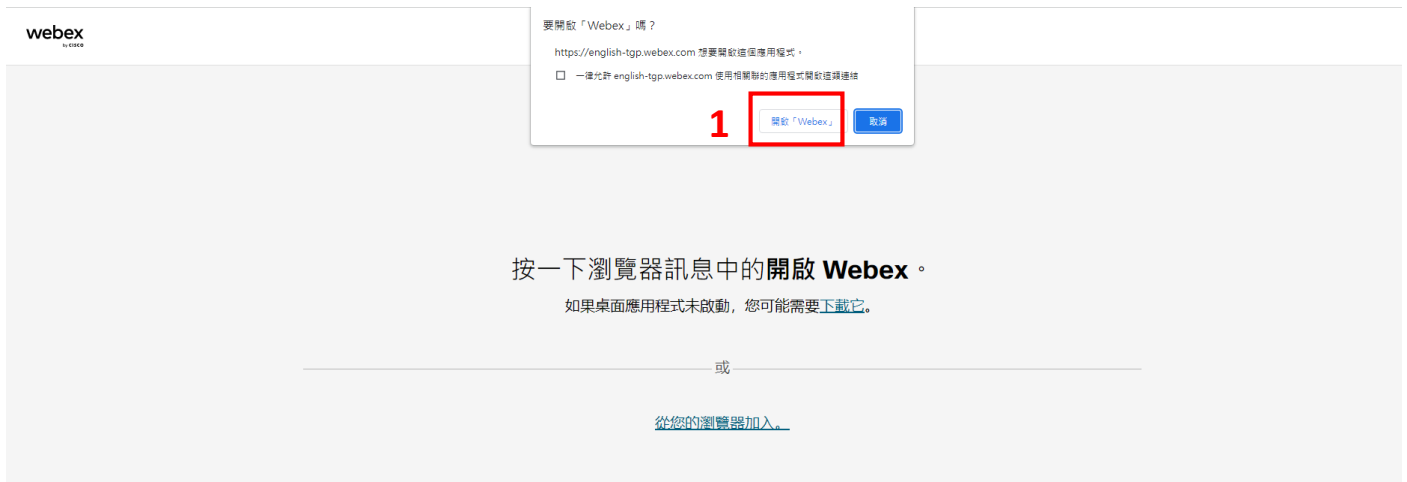 webex
by CISCO
要開啟「Webex」嗎？
https://english-tgp.webex.com 想要開啟這個應用程式。
一律允許 english-tgp.webex.com 使用相關聯的應用程式開啟這類連結
1
開啟「Webex」
取消
按一下瀏覽器訊息中的開啟 Webex。
如果桌面應用程式未啟動，您可能需要下載它。
或
從您的瀏覽器加入。